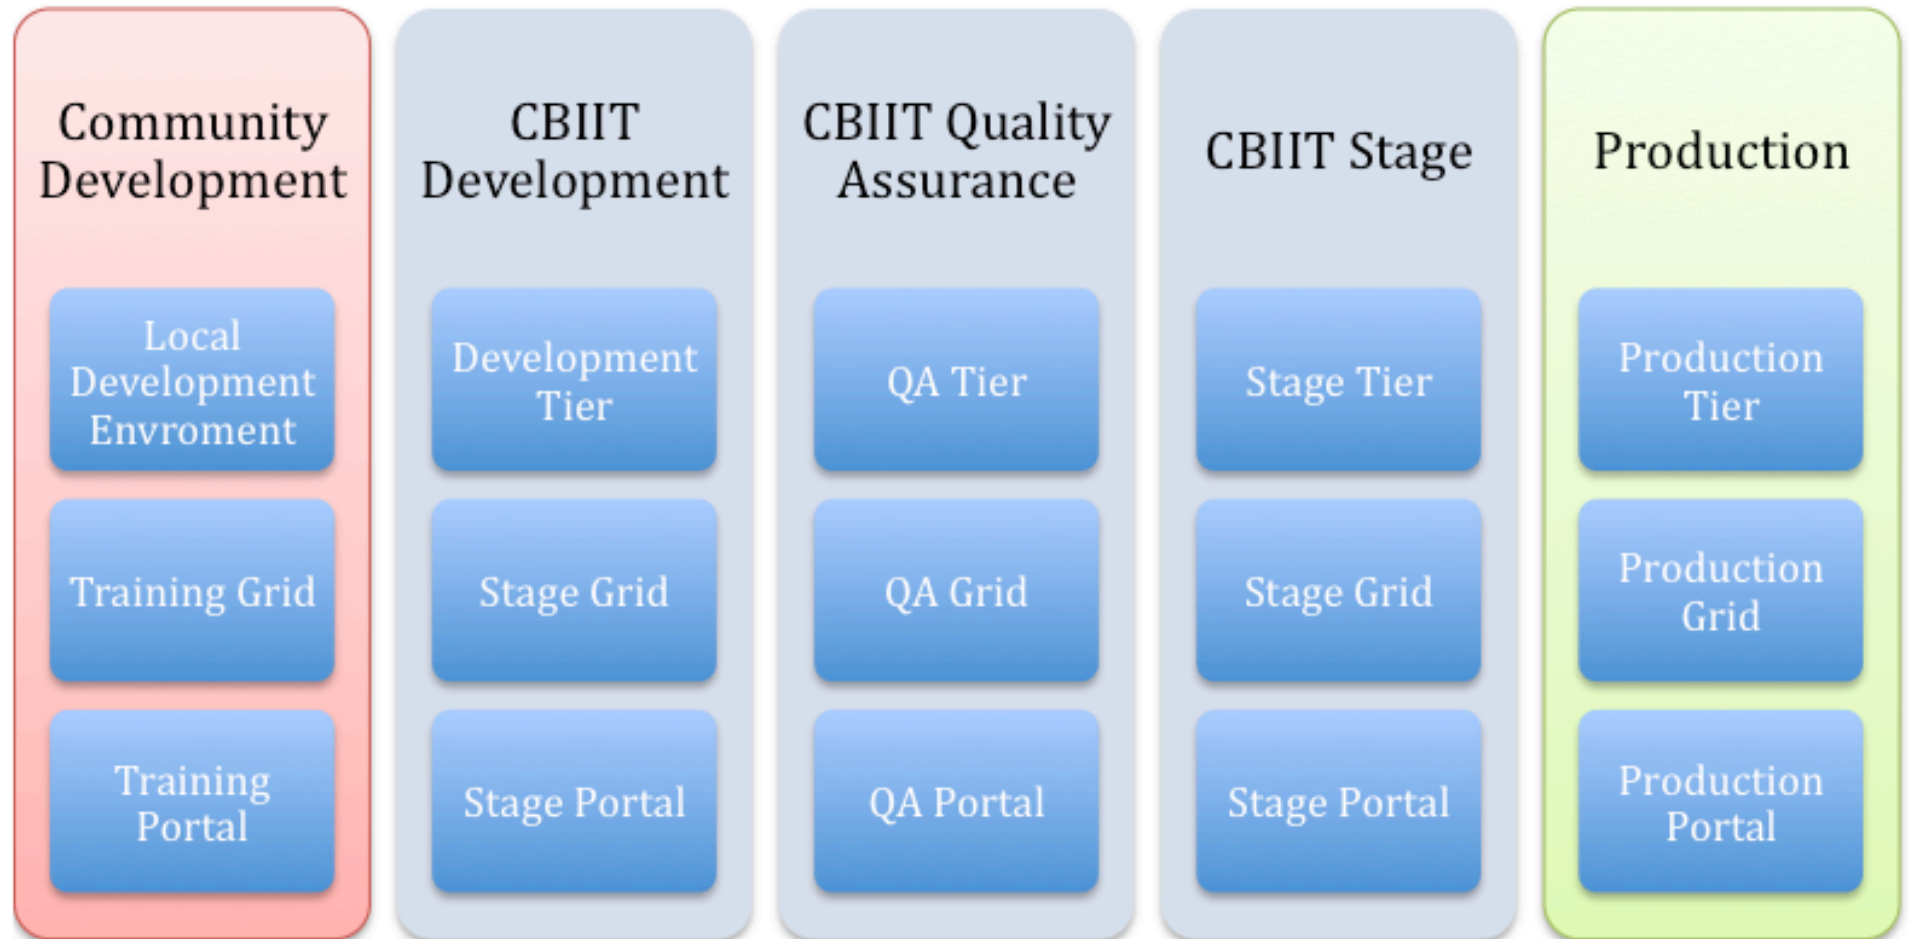 Community
Development
Local
Development
Envroment
Training Grid
Training
Portal
CBIIT
Development
Development
Tier
Stage Grid
Stage Portal
CBIIT Quality
Assurance
QA Tier
QA Grid
QA Portal
CBIIT Stage
Stage Tier
Stage Grid
Stage Portal
Production
Production
Tier
Production
Grid
Production
Portal